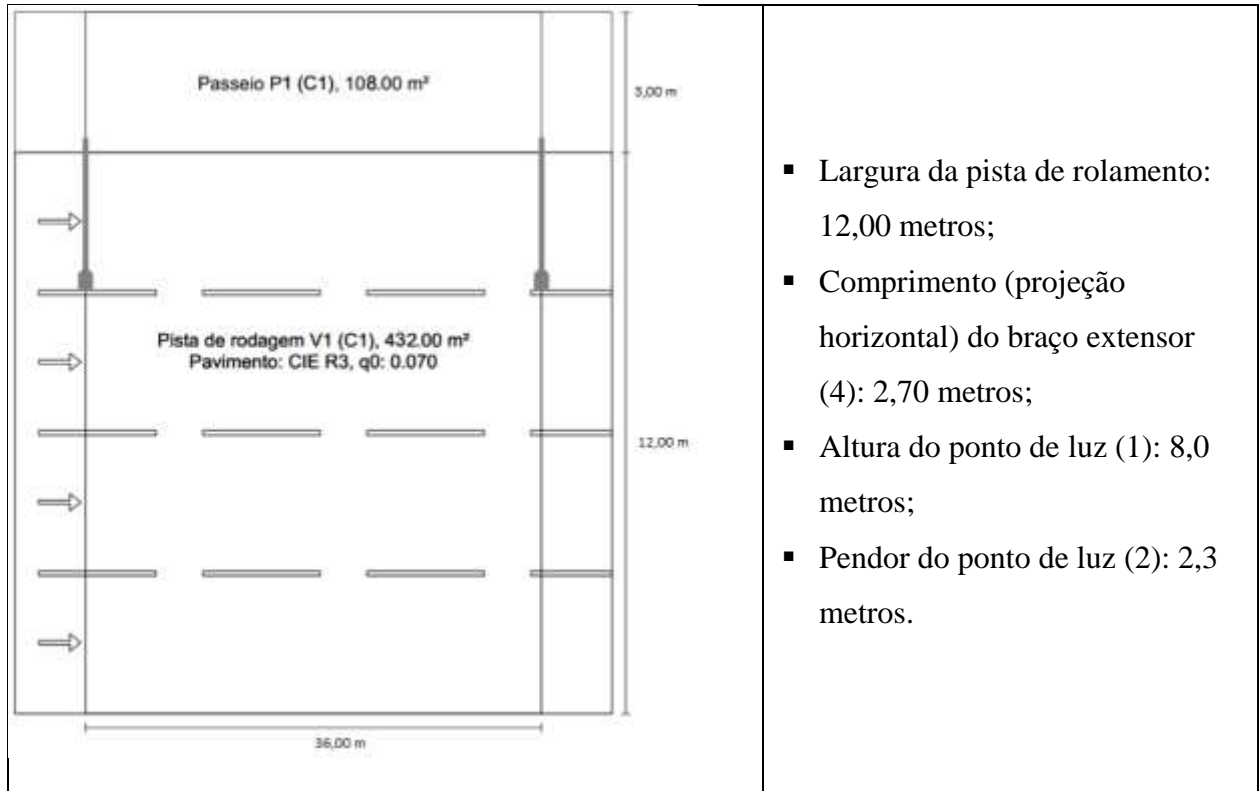 Passeio P1 (C1), 108.00 m²
3,00 m
Pista de rodagem V1 (C1), 432.00 m²
Pavimento: CIE R3, q0: 0.070
12,00 m
36,00 m
▪ Largura da pista de rolamento:
12,00 metros;
▪ Comprimento (projeção
horizontal) do braço extensor
(4): 2,70 metros;
▪ Altura do ponto de luz (1): 8,0
metros;
▪ Pendor do ponto de luz (2): 2,3
metros.